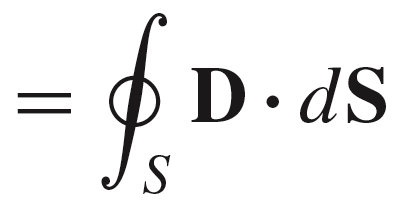 = ∮_S 𝐃 · d𝐒